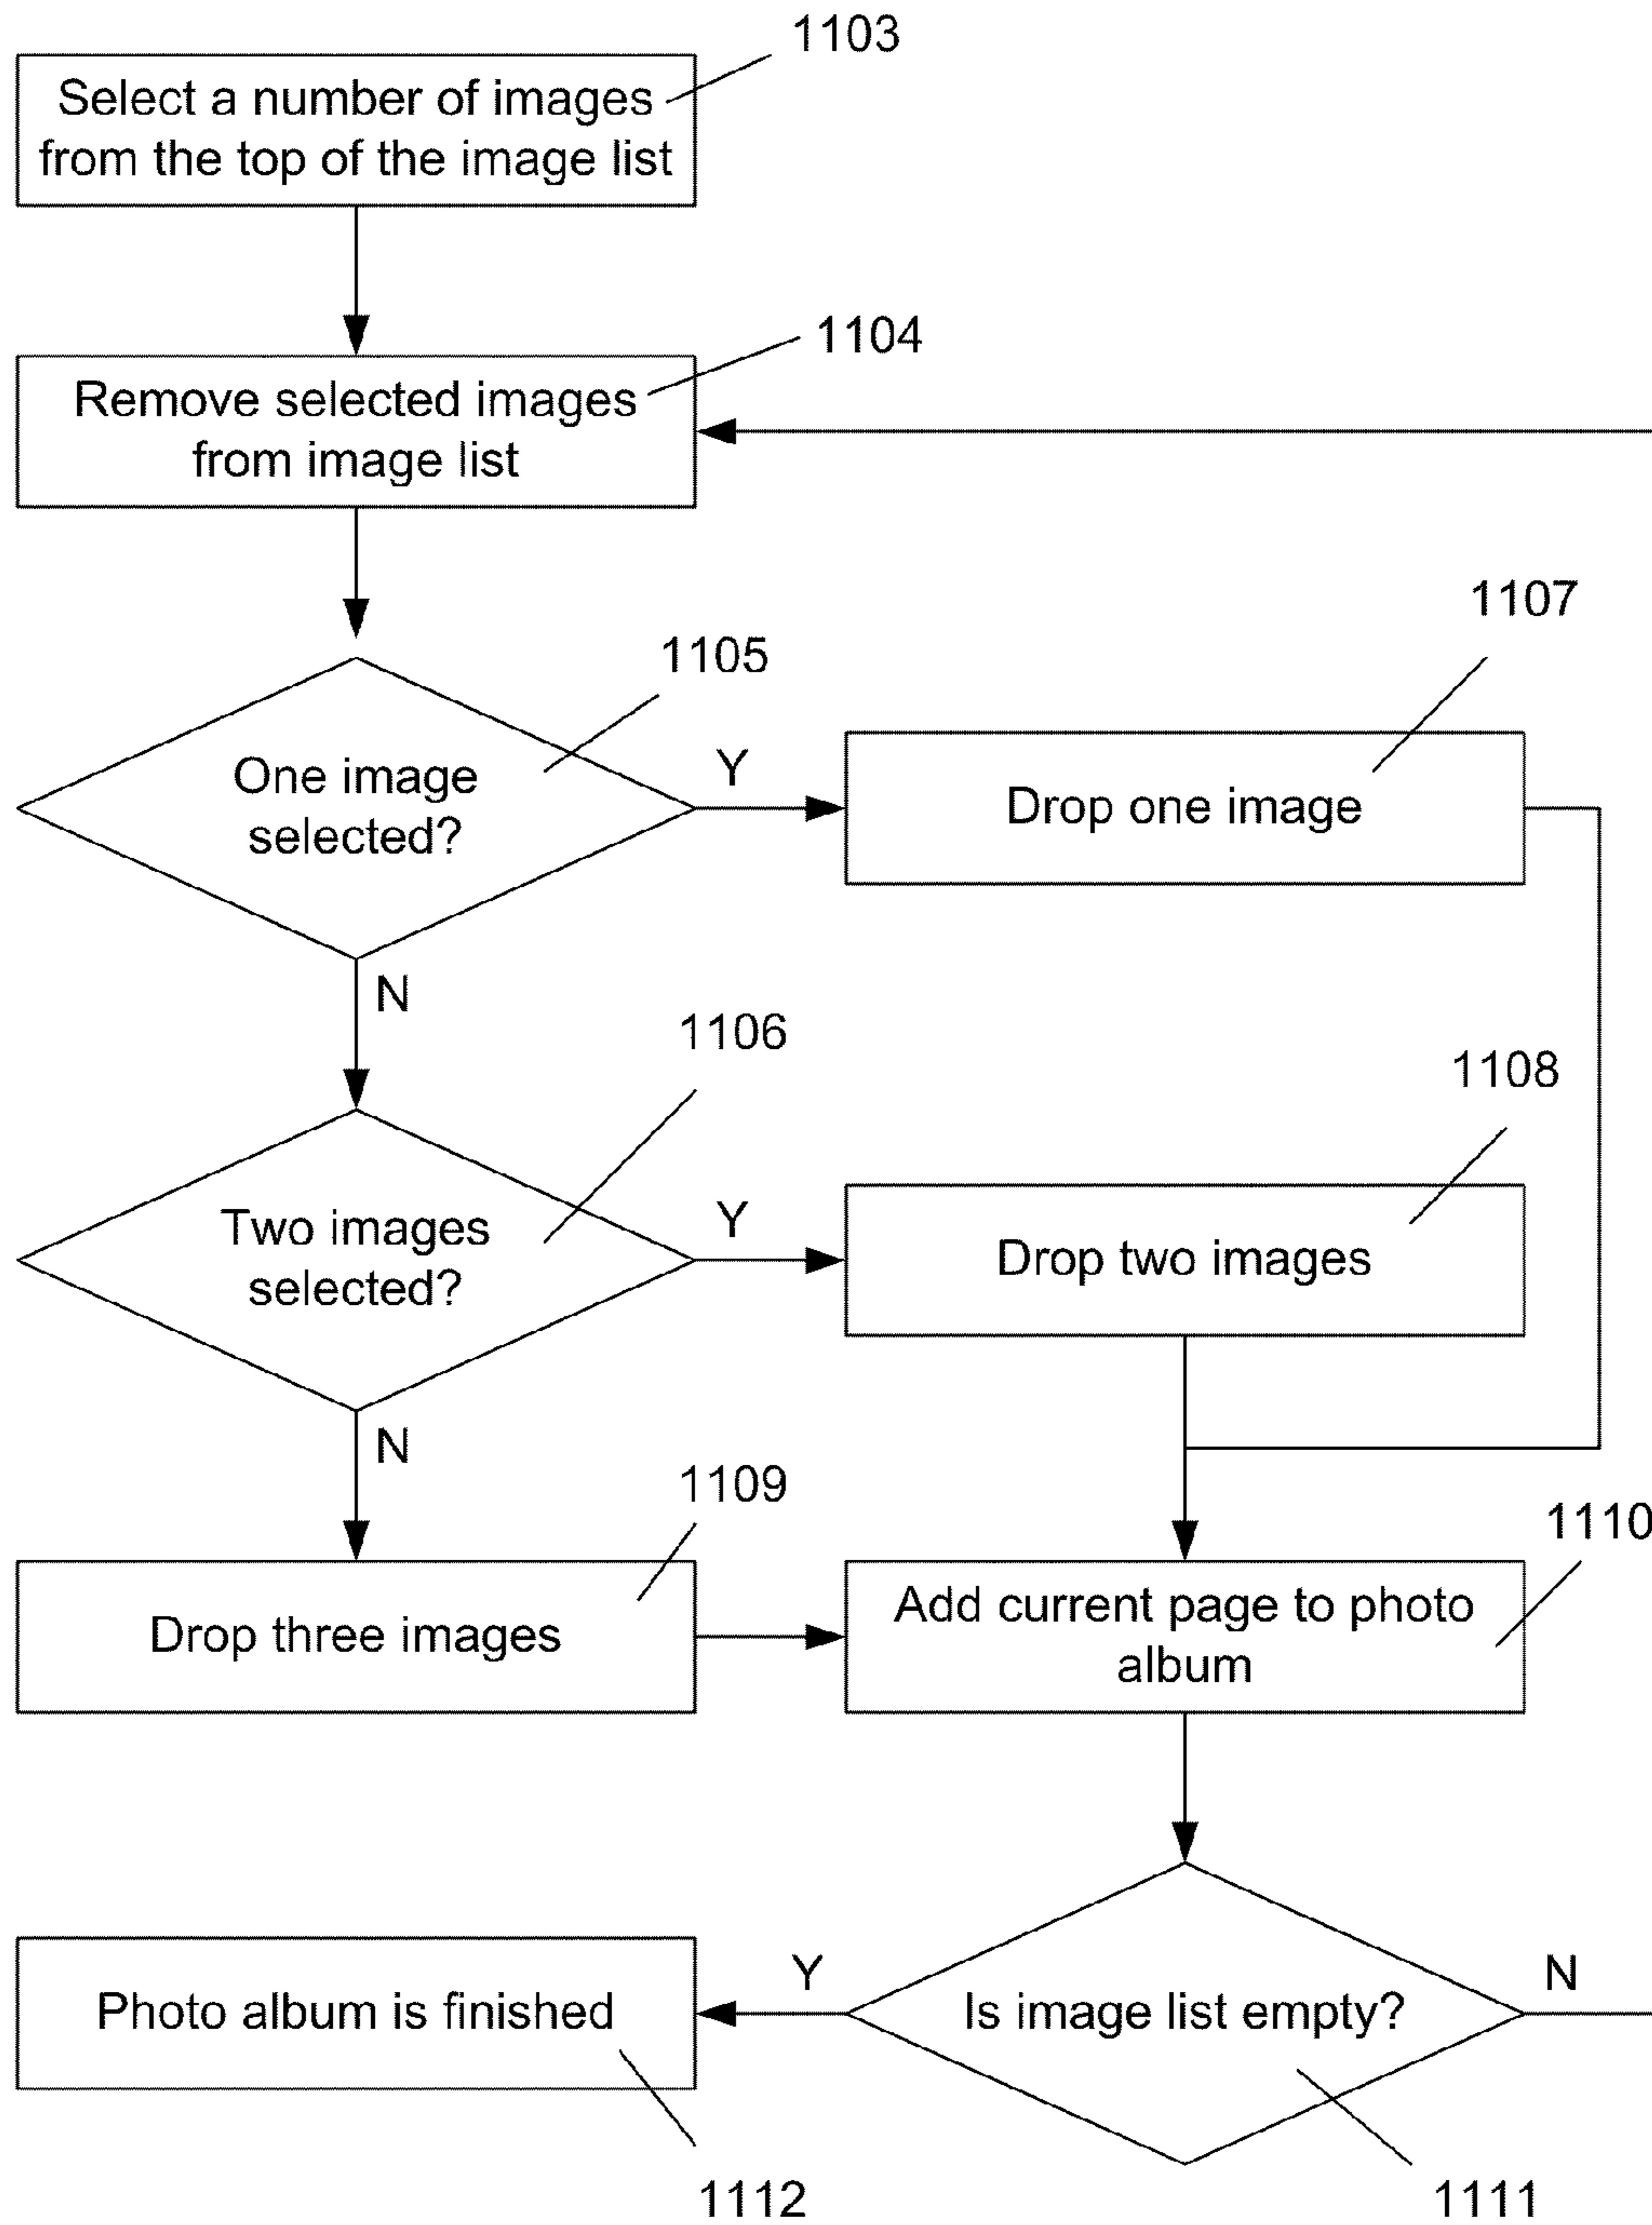 1103
Select a number of images
from the top of the image list
1104
Remove selected images
from image list
1107
1105
One image
selected?
Y
Drop one image
N
1106
1108
Two images
selected?
Y
Drop two images
N
1109
1110
Drop three images
Add current page to photo
album
Photo album is finished
Y
Is image list empty?
N
1112
1111